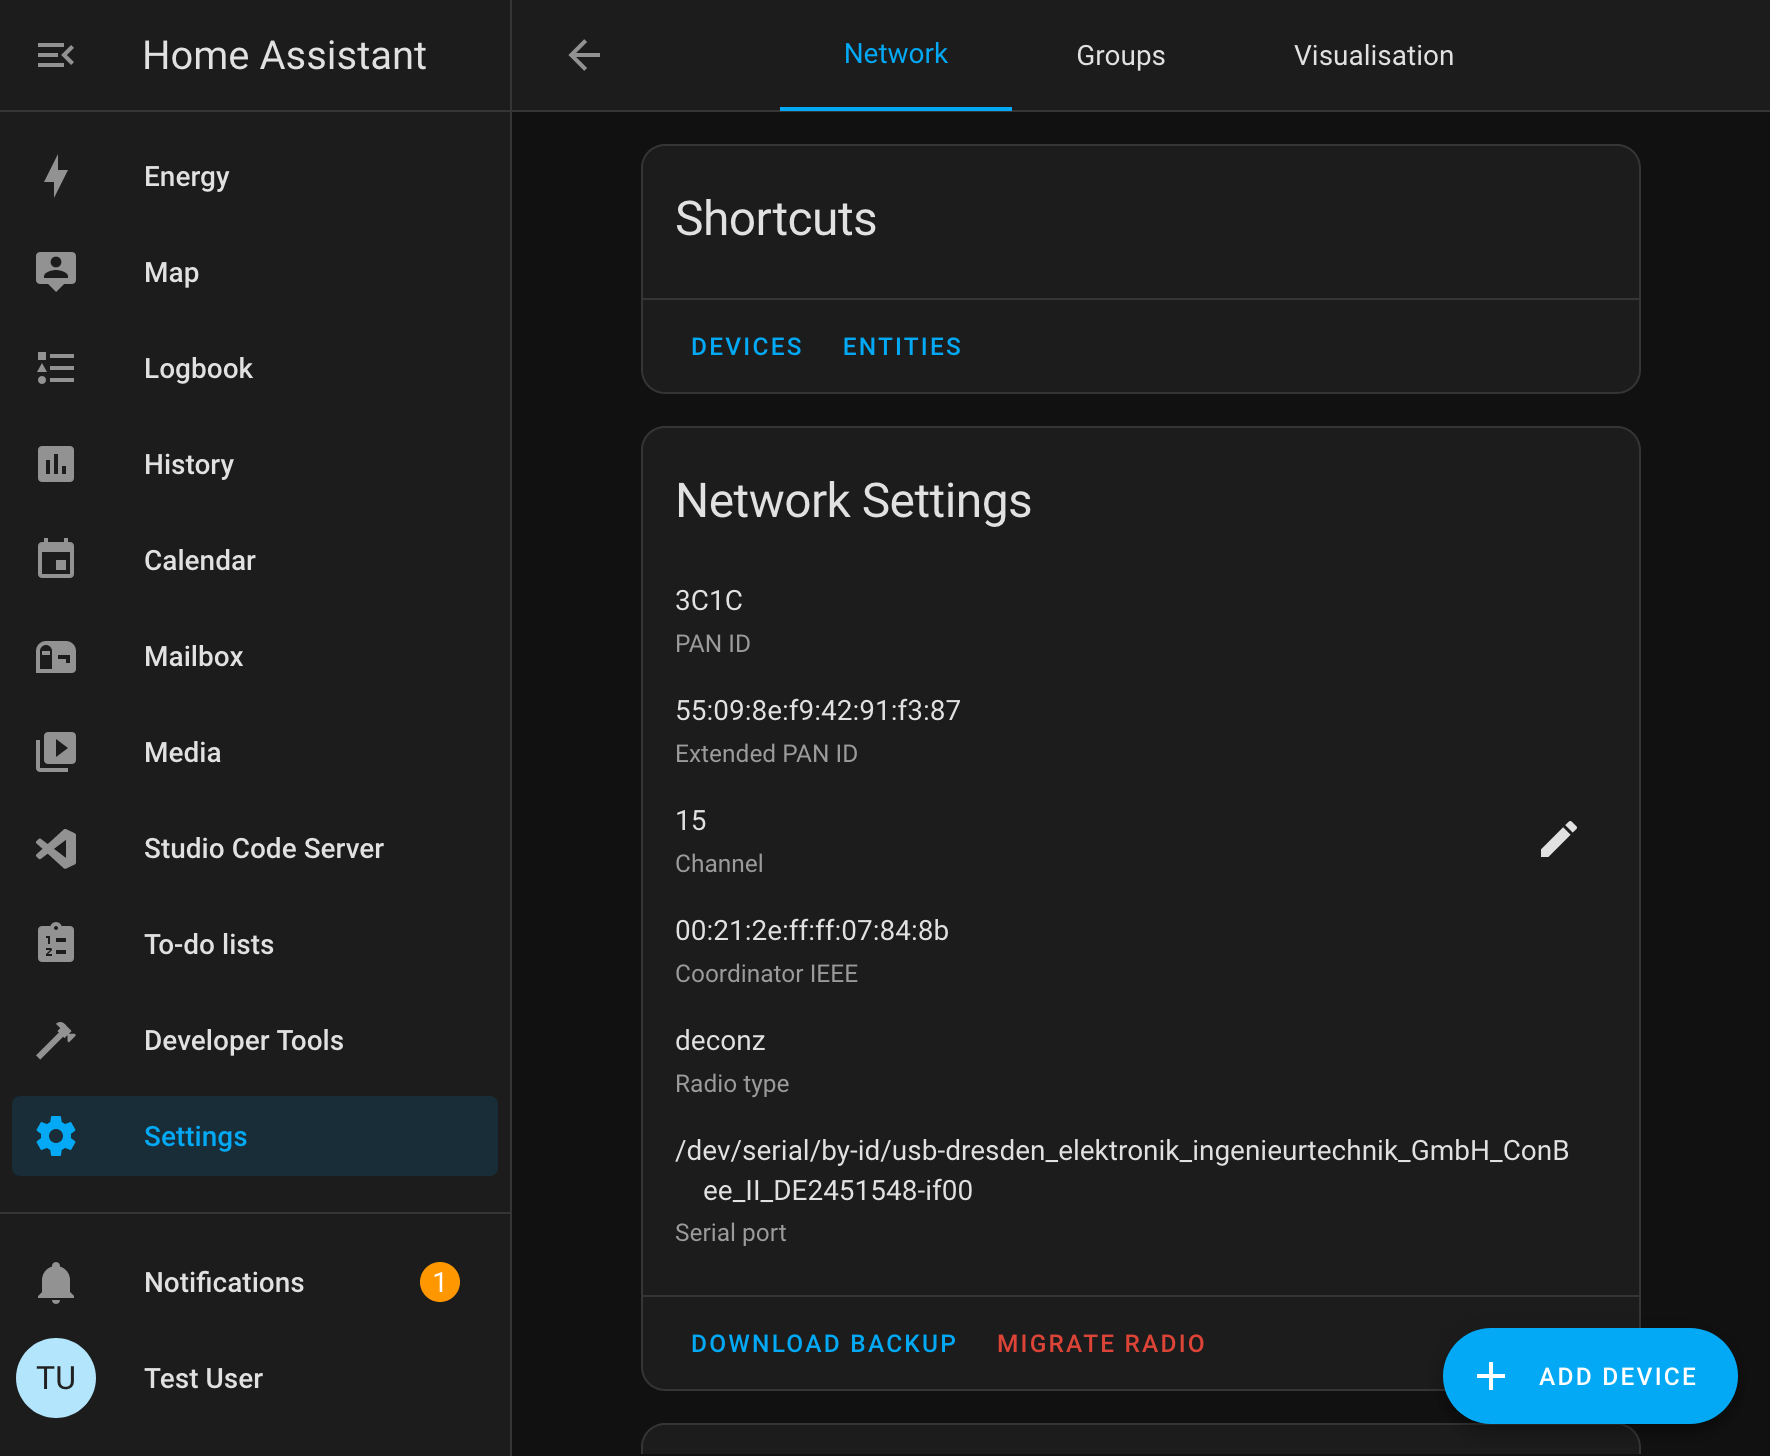 Home Assistant
Energy
Map
Logbook
History
Calendar
Mailbox
Media
Studio Code Server
To-do lists
Developer Tools
Settings
Notifications 1
TU Test User
Network Groups Visualisation
Shortcuts
DEVICES ENTITIES
Network Settings
3C1C
PAN ID
55:09:8e:f9:42:91:f3:87
Extended PAN ID
15
Channel
00:21:2e:ff:ff:07:84:8b
Coordinator IEEE
deconz
Radio type
/dev/serial/by-id/usb-dresden_elektronik_ingenieurtechnik_GmbH_ConB
ee_II_DE2451548-if00
Serial port
DOWNLOAD BACKUP MIGRATE RADIO
ADD DEVICE